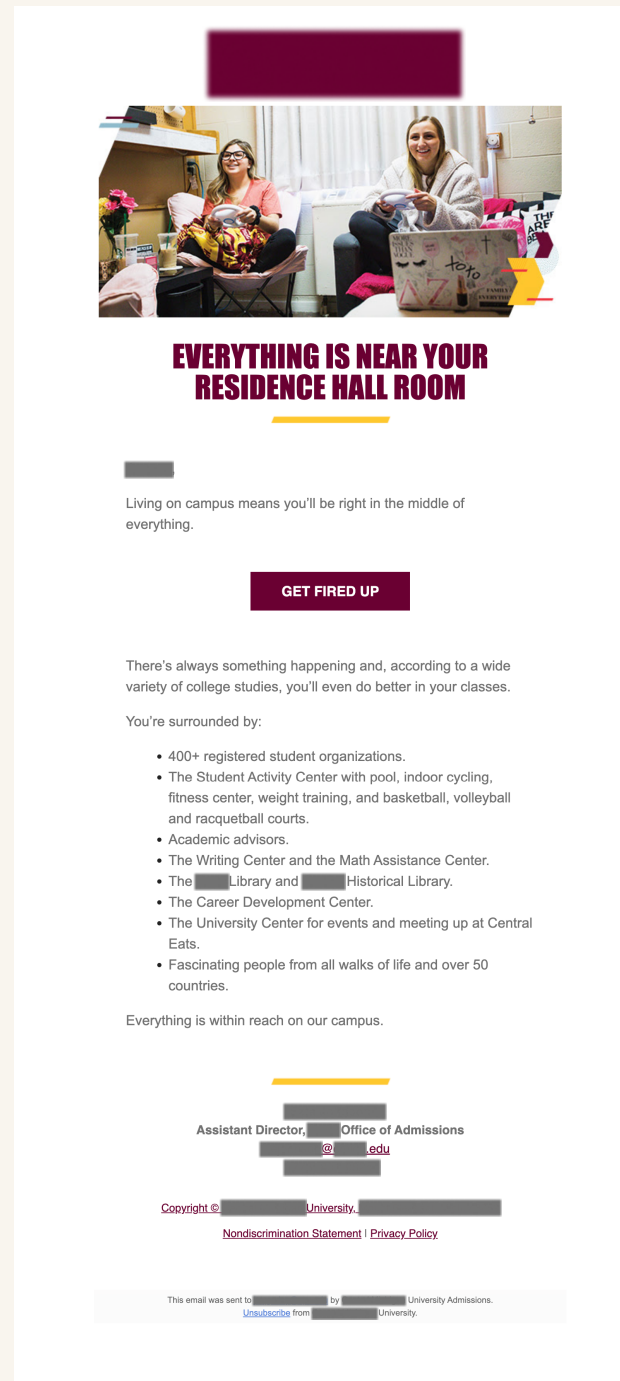 THE
ARE
BE
XOXO
ΔΖ
FAMILY
EVERYTHING IS NEAR YOUR
RESIDENCE HALL ROOM
Living on campus means you’ll be right in the middle of
everything.
GET FIRED UP
There’s always something happening and, according to a wide
variety of college studies, you’ll even do better in your classes.
You’re surrounded by:
• 400+ registered student organizations.
• The Student Activity Center with pool, indoor cycling,
fitness center, weight training, and basketball, volleyball
and racquetball courts.
• Academic advisors.
• The Writing Center and the Math Assistance Center.
• The Library and Historical Library.
• The Career Development Center.
• The University Center for events and meeting up at Central
Eats.
• Fascinating people from all walks of life and over 50
countries.
Everything is within reach on our campus.
Assistant Director, Office of Admissions
@ .edu
Copyright © University,
Nondiscrimination Statement | Privacy Policy
This email was sent to by University Admissions.
Unsubscribe from University.